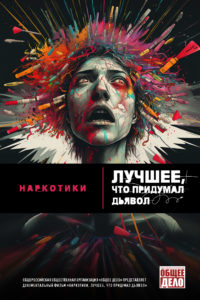 НАРКОТИКИ
ЛУЧШЕЕ,
ЧТО ПРИДУМАЛ
ДЬЯВОЛ
ОБЩЕРОССИЙСКАЯ ОБЩЕСТВЕННАЯ ОРГАНИЗАЦИЯ «ОБЩЕЕ ДЕЛО» ПРЕДСТАВЛЯЕТ
ДОКУМЕНТАЛЬНЫЙ ФИЛЬМ «НАРКОТИКИ. ЛУЧШЕЕ, ЧТО ПРИДУМАЛ ДЬЯВОЛ»
ОБЩЕЕ
ДЕЛО